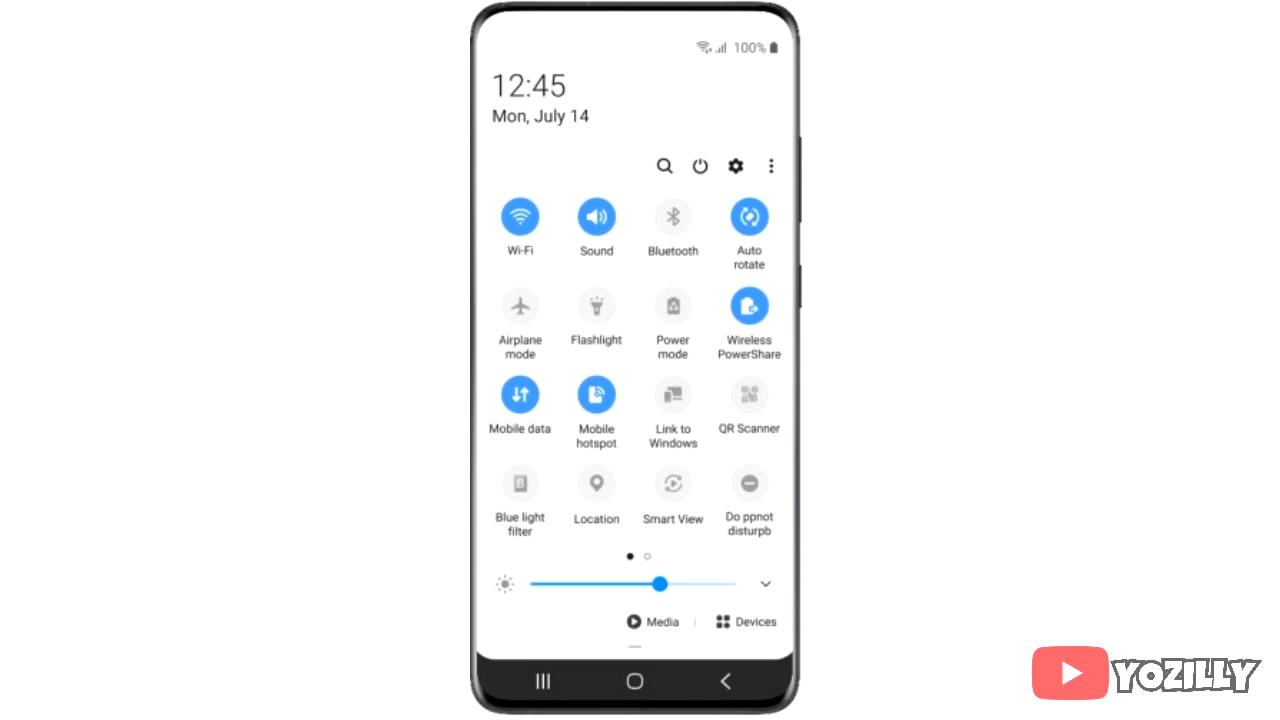 100%
12:45
Mon, July 14
Wi-Fi
Sound
Bluetooth
Auto
rotate
Airplane
mode
Flashlight
Power
mode
Wireless
PowerShare
Mobile data
Mobile
hotspot
Link to
Windows
QR Scanner
Blue light
filter
Location
Smart View
Do ppnot
disturpb
Media
Devices
YOZILLY